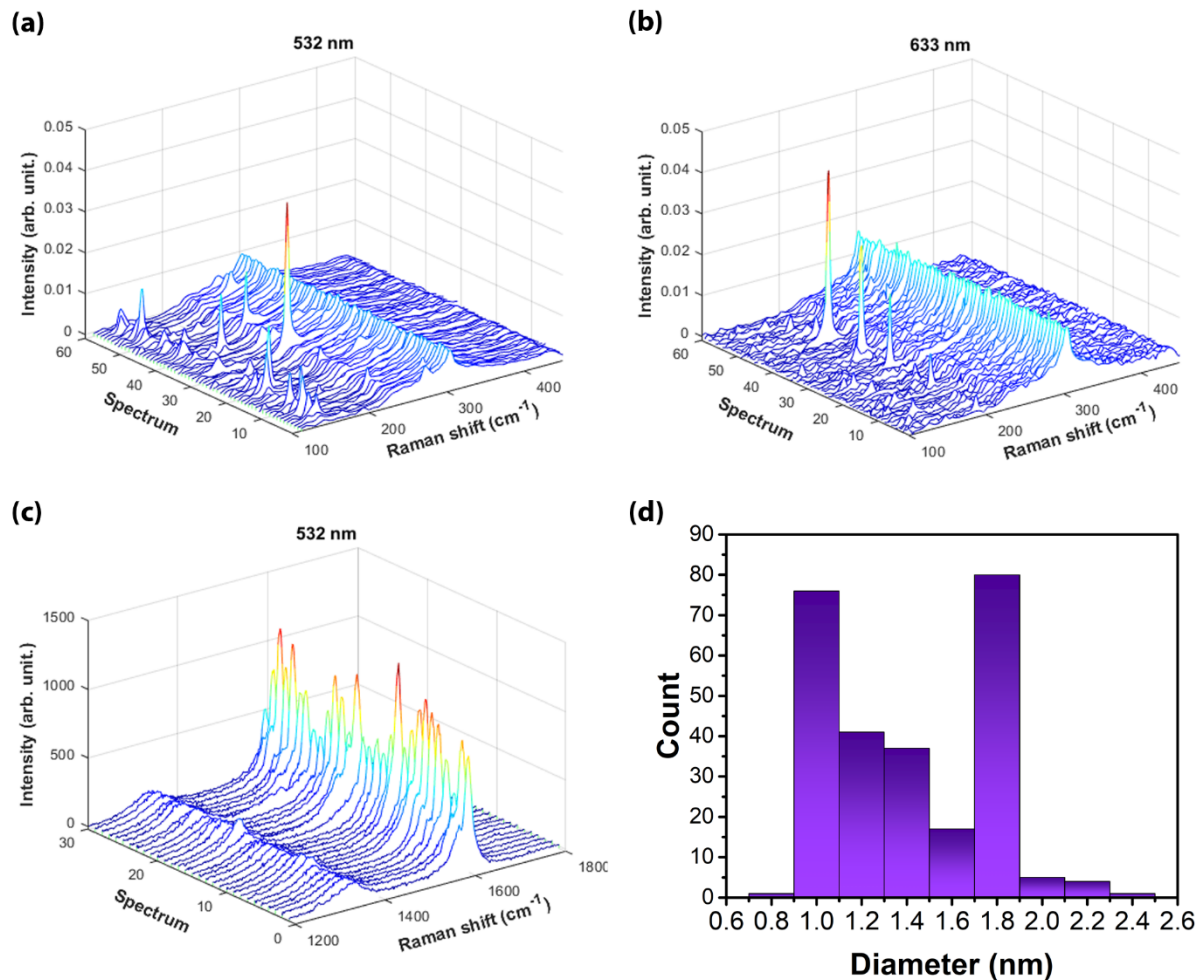 (a)
532 nm
0.05
0.04
0.03
0.02
0.01
0
Intensity (arb. unit.)
60
50
40
30
20
10
Spectrum
100
200
300
400
Raman shift (cm⁻¹)
(b)
633 nm
0.05
0.04
0.03
0.02
0.01
0
Intensity (arb. unit.)
60
50
40
30
20
10
Spectrum
100
200
300
400
Raman shift (cm⁻¹)
(c)
532 nm
1500
1000
500
0
Intensity (arb. unit.)
30
20
10
0
Spectrum
1200
1400
1600
1800
Raman shift (cm⁻¹)
(d)
90
80
70
60
50
40
30
20
10
0
Count
0.6 0.8 1.0 1.2 1.4 1.6 1.8 2.0 2.2 2.4 2.6
Diameter (nm)